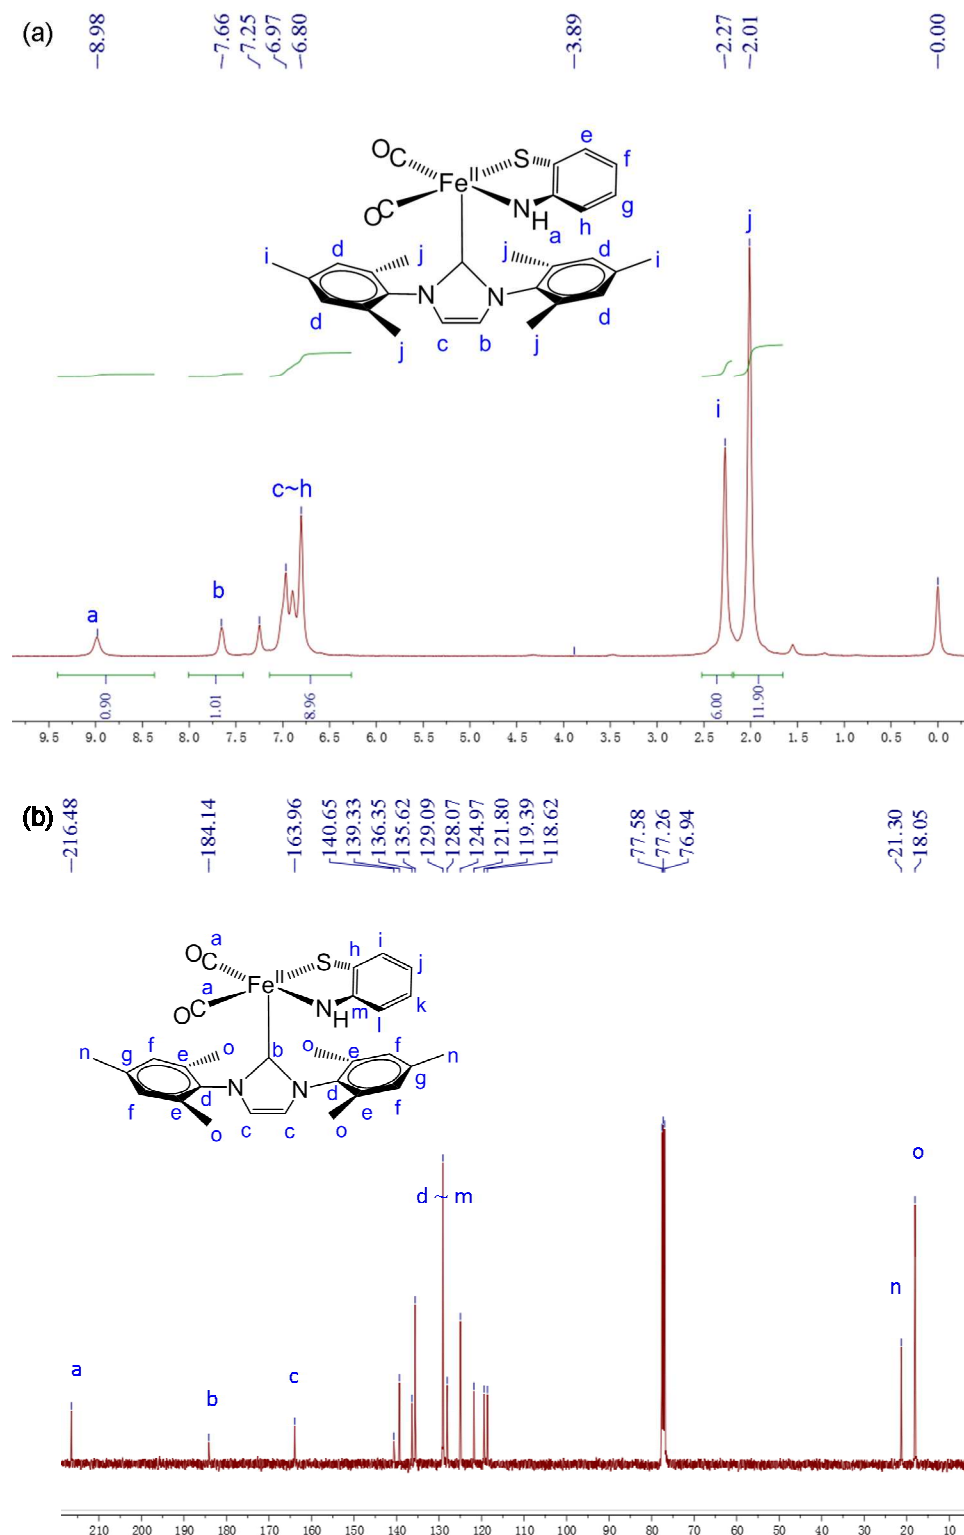 (a)
8.98
7.66
7.25
6.97
6.80
3.89
2.27
2.01
0.00
OC
S
e
f
Fe II
OC
NH
g
a
h
i
d
j
j
d
i
N
N
d
d
j
c
b
j
j
i
c~h
b
a
0.90
1.01
8.96
6.00
11.90
9.5 9.0 8.5 8.0 7.5 7.0 6.5 6.0 5.5 5.0 4.5 4.0 3.5 3.0 2.5 2.0 1.5 1.0 0.5 0.0
(b)
216.48
184.14
163.96
140.65
139.33
136.35
135.62
129.09
128.07
124.97
121.80
119.39
118.62
77.58
77.26
76.94
21.30
18.05
a
OC
S
h
i
j
Fe II
a
OC
NH
m
k
l
n
g
f
e
o
b
o
e
f
n
g
N
N
d
d
f
e
e
f
o
c
c
o
o
d ~ m
n
a
b
c
210 200 190 180 170 160 150 140 130 120 110 100 90 80 70 60 50 40 30 20 10